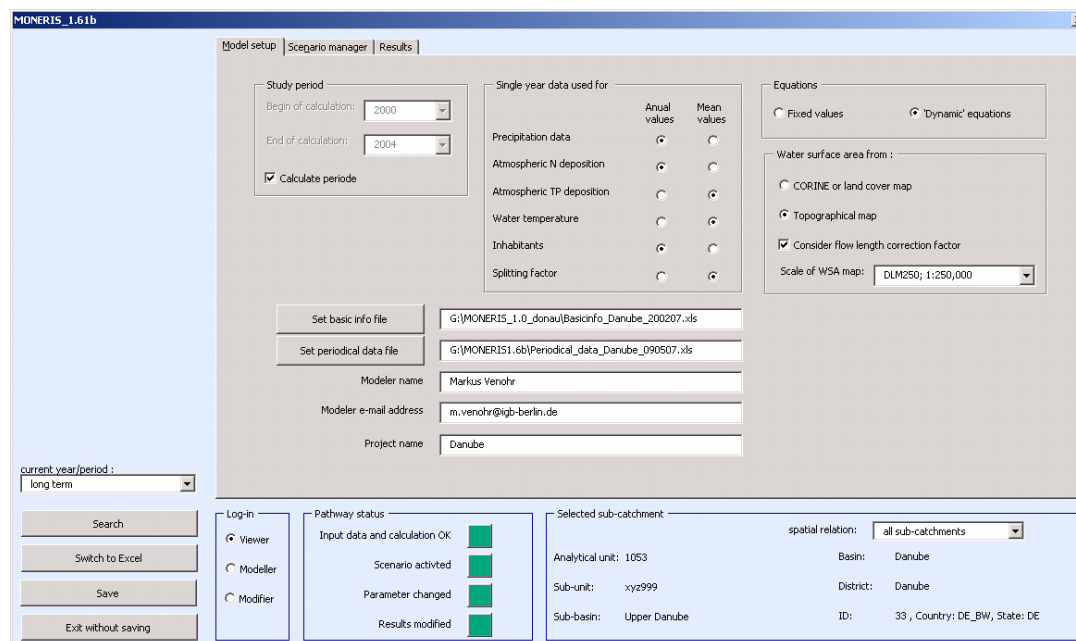 MONERIS_1.61b
Model setup Scenario manager Results
Study period
Begin of calculation: 2000
End of calculation: 2004
Calculate periode
Single year data used for
Anual values Mean values
Precipitation data
Atmospheric N deposition
Atmospheric TP deposition
Water temperature
Inhabitants
Splitting factor
Equations
Fixed values 'Dynamic' equations
Water surface area from :
CORINE or land cover map
Topographical map
Consider flow length correction factor
Scale of WSA map: DLM250; 1:250,000
Set basic info file G:\MONERIS_1.0_donau\Basicinfo_Danube_200207.xls
Set periodical data file G:\MONERIS1.6b\Periodical_data_Danube_090507.xls
Modeler name Markus Venohr
Modeler e-mail address m.venohr@igb-berlin.de
Project name Danube
current year/period :
long term
Search
Switch to Excel
Save
Exit without saving
Log-in
Viewer
Modeller
Modifier
Pathway status
Input data and calculation OK
Scenario activted
Parameter changed
Results modified
Selected sub-catchment
spatial relation: all sub-catchments
Analytical unit: 1053 Basin: Danube
Sub-unit: xyz999 District: Danube
Sub-basin: Upper Danube ID: 33 , Country: DE_BW, State: DE